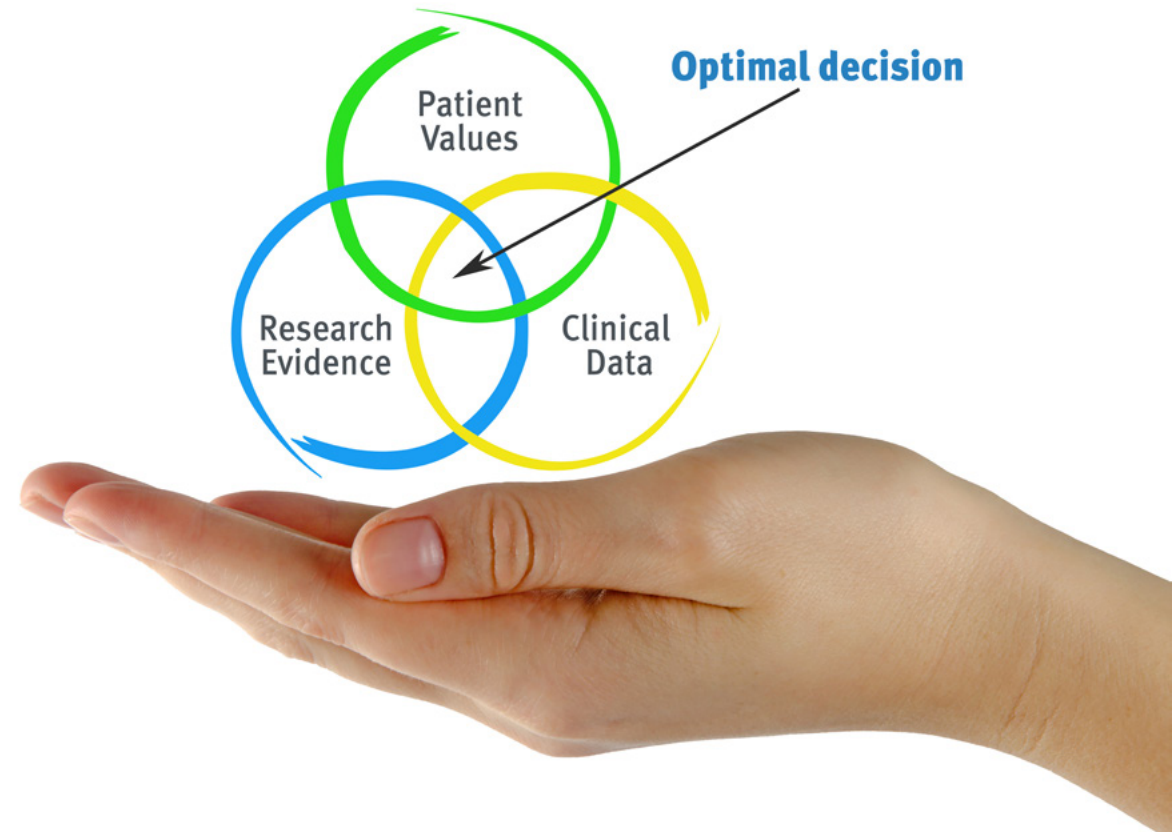 Optimal decision
Patient
Values
Research
Evidence
Clinical
Data